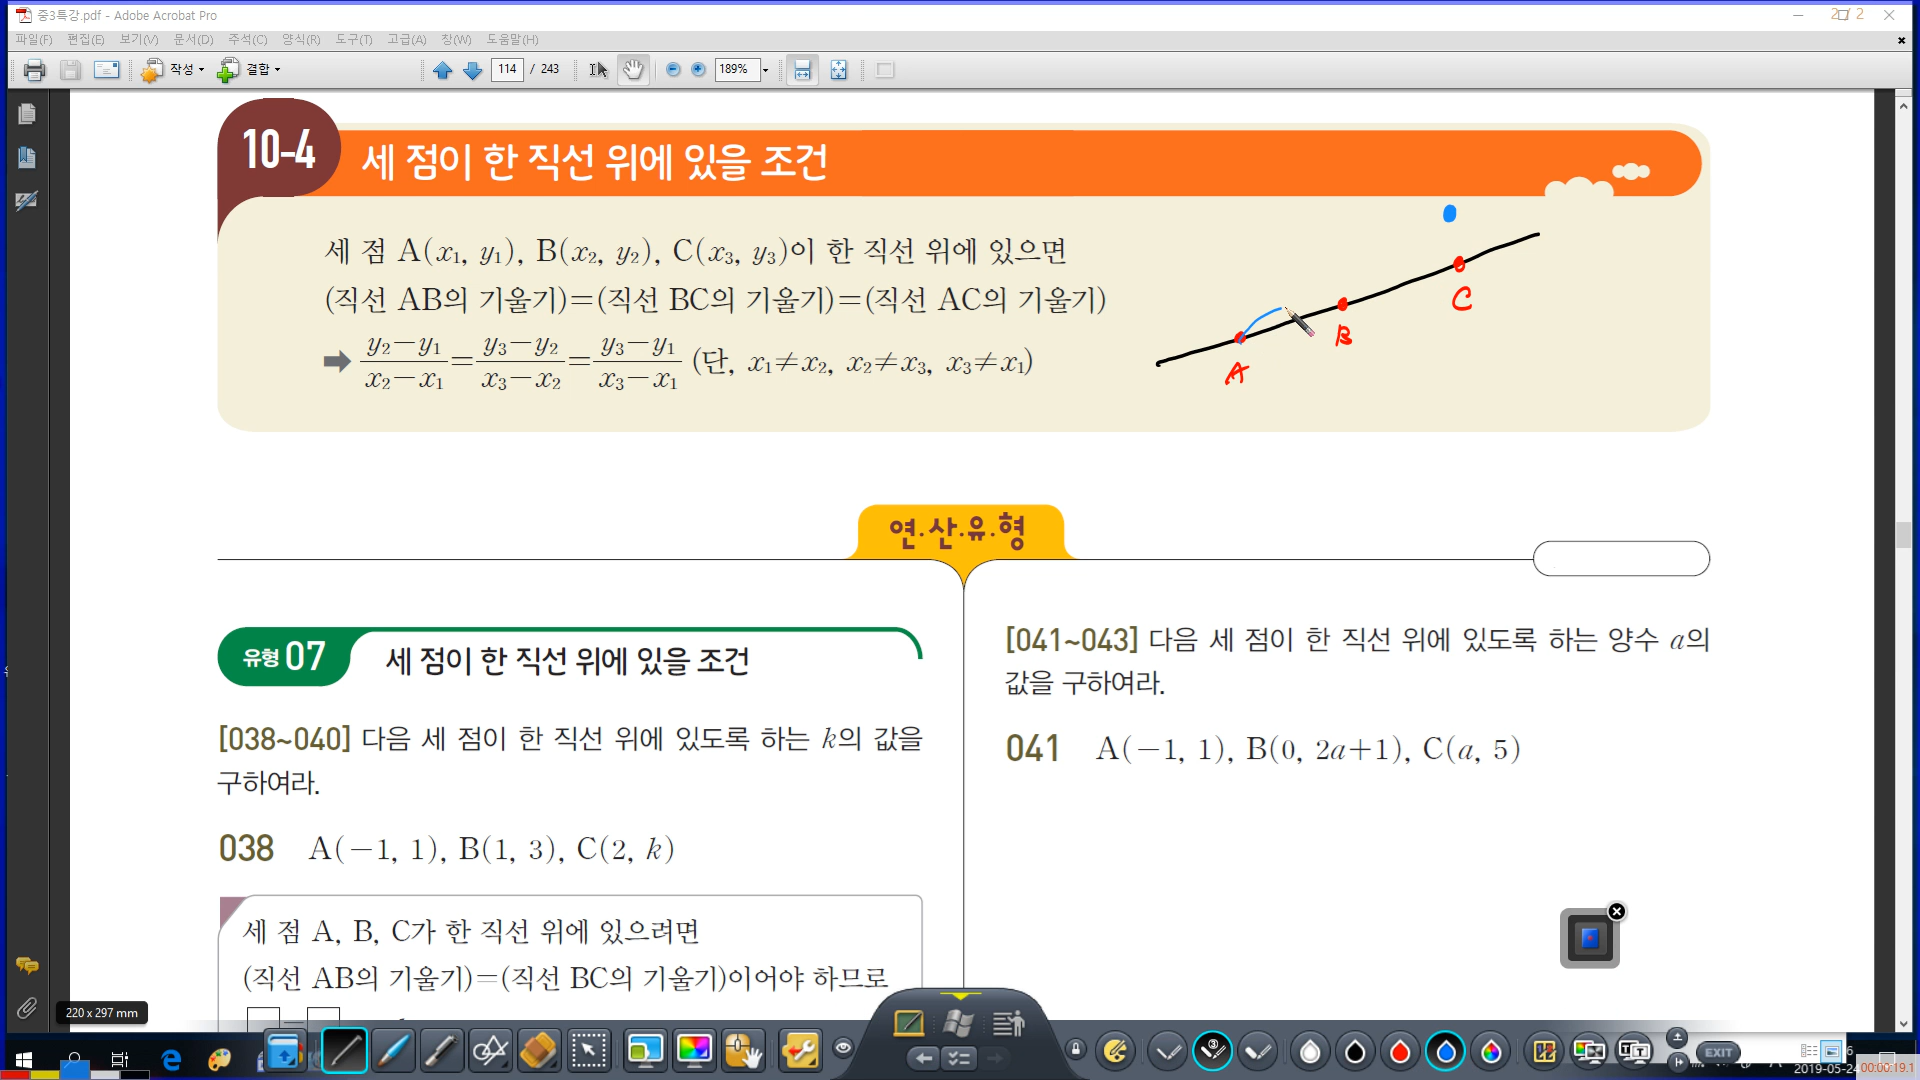 중3특강.pdf - Adobe Acrobat Pro
파일(F) 편집(E) 보기(V) 문서(D) 주석(C) 양식(R) 도구(T) 고급(A) 창(W) 도움말(H)
작성 결합 114 / 243 189%
10-4 세 점이 한 직선 위에 있을 조건
세 점 A(x₁, y₁), B(x₂, y₂), C(x₃, y₃)이 한 직선 위에 있으면
(직선 AB의 기울기)=(직선 BC의 기울기)=(직선 AC의 기울기)
➡ (y₂−y₁)/(x₂−x₁)=(y₃−y₂)/(x₃−x₂)=(y₃−y₁)/(x₃−x₁) (단, x₁≠x₂, x₂≠x₃, x₃≠x₁)
A
B
C
연·산·유·형
유형 07 세 점이 한 직선 위에 있을 조건
[038~040] 다음 세 점이 한 직선 위에 있도록 하는 k의 값을
구하여라.
038 A(−1, 1), B(1, 3), C(2, k)
세 점 A, B, C가 한 직선 위에 있으려면
(직선 AB의 기울기)=(직선 BC의 기울기)이어야 하므로
[041~043] 다음 세 점이 한 직선 위에 있도록 하는 양수 a의
값을 구하여라.
041 A(−1, 1), B(0, 2a+1), C(a, 5)
220 x 297 mm
EXIT
2019-05-24
00:00:19.1